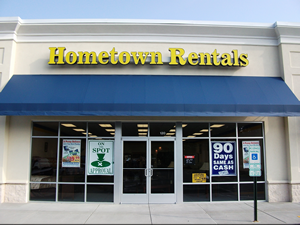 Hometown Rentals
ON
THE
SPOT
APPROVAL
90
Days
SAME AS
CASH